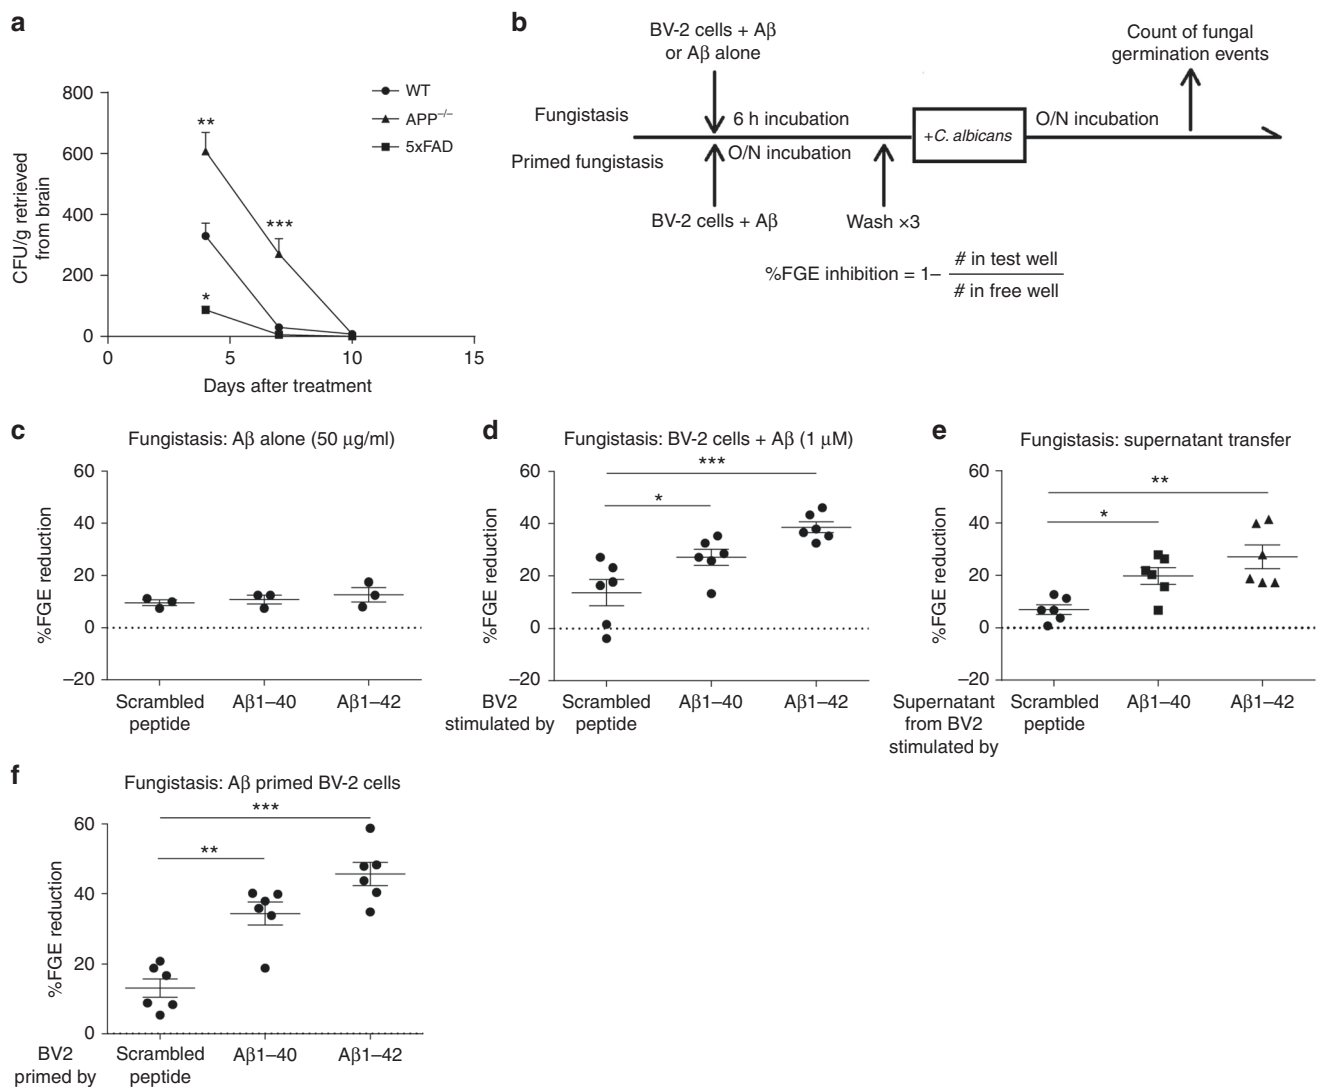 a
800
600
400
200
0
0
5
10
15
CFU/g retrieved
from brain
Days after treatment
**
***
*
WT
APP⁻/⁻
5xFAD
b
BV-2 cells + Aβ
or Aβ alone
Count of fungal
germination events
Fungistasis
6 h incubation
+C. albicans
O/N incubation
Primed fungistasis
O/N incubation
BV-2 cells + Aβ
Wash ×3
%FGE inhibition = 1–
# in test well
# in free well
c
Fungistasis: Aβ alone (50 μg/ml)
%FGE reduction
60
40
20
0
–20
Scrambled
peptide
Aβ1–40
Aβ1–42
d
Fungistasis: BV-2 cells + Aβ (1 μM)
***
*
%FGE reduction
60
40
20
0
–20
BV2
stimulated by
Scrambled
peptide
Aβ1–40
Aβ1–42
e
Fungistasis: supernatant transfer
**
*
%FGE reduction
60
40
20
0
–20
Supernatant
from BV2
stimulated by
Scrambled
peptide
Aβ1–40
Aβ1–42
f
Fungistasis: Aβ primed BV-2 cells
***
**
%FGE reduction
60
40
20
0
BV2
primed by
Scrambled
peptide
Aβ1–40
Aβ1–42